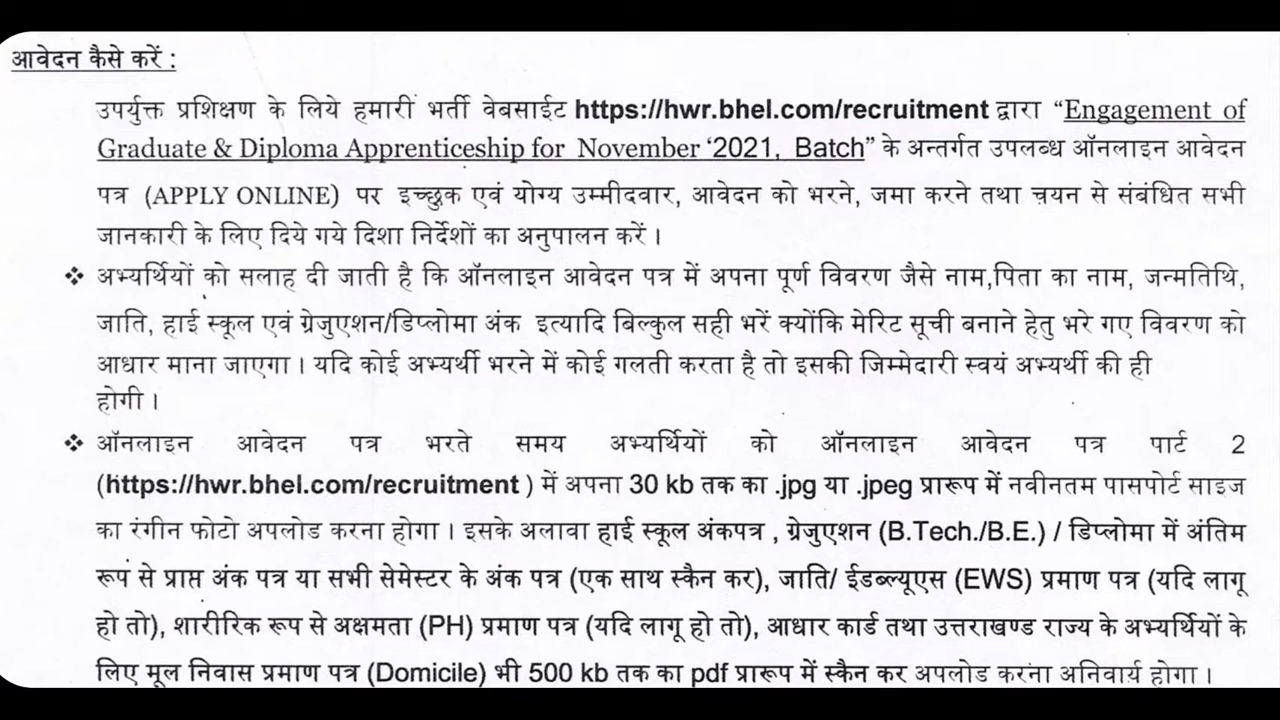 आवेदन कैसे करें :
उपर्युक्त प्रशिक्षण के लिये हमारी भर्ती वेबसाईट https://hwr.bhel.com/recruitment द्वारा “Engagement of
Graduate & Diploma Apprenticeship for November ‘2021, Batch” के अन्तर्गत उपलब्ध ऑनलाइन आवेदन
पत्र (APPLY ONLINE) पर इच्छुक एवं योग्य उम्मीदवार, आवेदन को भरने, जमा करने तथा चयन से संबंधित सभी
जानकारी के लिए दिये गये दिशा निर्देशों का अनुपालन करें ।
❖ अभ्यर्थियों को सलाह दी जाती है कि ऑनलाइन आवेदन पत्र में अपना पूर्ण विवरण जैसे नाम,पिता का नाम, जन्मतिथि,
जाति, हाई स्कूल एवं ग्रेजुएशन/डिप्लोमा अंक इत्यादि बिल्कुल सही भरें क्योंकि मेरिट सूची बनाने हेतु भरे गए विवरण को
आधार माना जाएगा । यदि कोई अभ्यर्थी भरने में कोई गलती करता है तो इसकी जिम्मेदारी स्वयं अभ्यर्थी की ही
होगी ।
❖ ऑनलाइन आवेदन पत्र भरते समय अभ्यर्थियों को ऑनलाइन आवेदन पत्र पार्ट 2
(https://hwr.bhel.com/recruitment ) में अपना 30 kb तक का .jpg या .jpeg प्रारूप में नवीनतम पासपोर्ट साइज
का रंगीन फोटो अपलोड करना होगा । इसके अलावा हाई स्कूल अंकपत्र , ग्रेजुएशन (B.Tech./B.E.) / डिप्लोमा में अंतिम
रूप से प्राप्त अंक पत्र या सभी सेमेस्टर के अंक पत्र (एक साथ स्कैन कर), जाति/ ईडब्ल्यूएस (EWS) प्रमाण पत्र (यदि लागू
हो तो), शारीरिक रूप से अक्षमता (PH) प्रमाण पत्र (यदि लागू हो तो), आधार कार्ड तथा उत्तराखण्ड राज्य के अभ्यर्थियों के
लिए मूल निवास प्रमाण पत्र (Domicile) भी 500 kb तक का pdf प्रारूप में स्कैन कर अपलोड करना अनिवार्य होगा ।